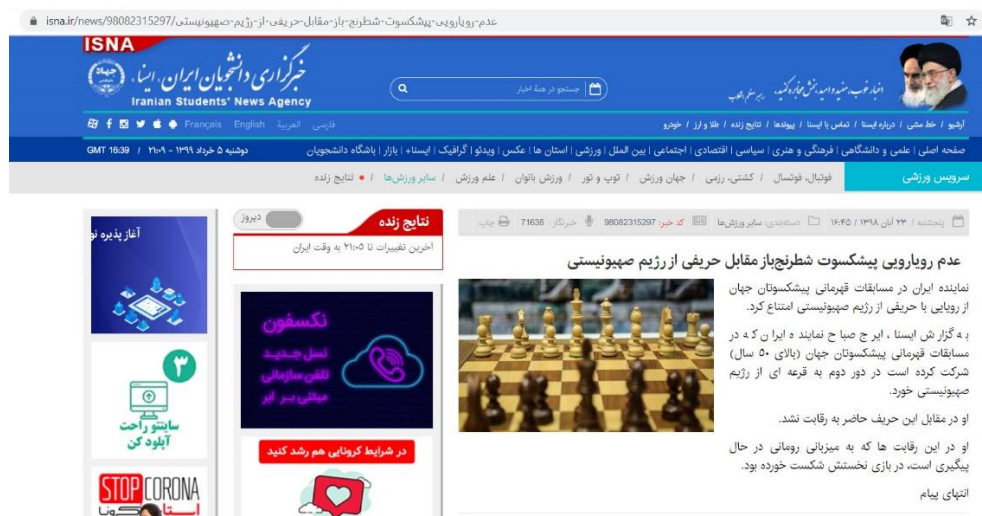 isna.ir/news/98082315297/عدم-رویارویی-پیشکسوت-شطرنج-باز-مقابل-حریفی-از-رژیم-صهیونیستی
ISNA
خبرگزاری دانشجویان ایران، ایسنا،
Iranian Students' News Agency
جستجو در همهٔ اخبار
اخبار خوب، مفید و امیدبخش مخابره کنید.
فارسی العربیة English Français
آرشیو / خط مشی / درباره ایسنا / تماس با ایسنا / پیوندها / نتایج زنده / طلا و ارز / خودرو
صفحه اصلی | علمی و دانشگاهی | فرهنگی و هنری | سیاسی | اقتصادی | اجتماعی | بین الملل | ورزشی | استان ها | عکس | ویدئو | گرافیک | ایسنا+ | بازار | باشگاه دانشجویان
دوشنبه ۵ خرداد ۱۳۹۹ - ۲۱:۰۹ / GMT 16:39
سرویس ورزشی
فوتبال، فوتسال / کشتی، رزمی / جهان ورزش / توپ و تور / ورزش بانوان / علم ورزش / سایر ورزش‌ها / نتایج زنده
پنجشنبه / ۲۳ آبان ۱۳۹۸ / ۱۶:۴۵ دسته‌بندی: سایر ورزش‌ها کد خبر: 98082315297 خبرنگار : 71638 چاپ
عدم رویارویی پیشکسوت شطرنج‌باز مقابل حریفی از رژیم صهیونیستی
نماینده ایران در مسابقات قهرمانی پیشکسوتان جهان
از رویایی با حریفی از رژیم صهیونیستی امتناع کرد.
به گزارش ایسنا، ایرج صباح نماینده ایران که در
مسابقات قهرمانی پیشکسوتان جهان (بالای ۵۰ سال)
شرکت کرده است در دور دوم به قرعه ای از رژیم
صهیونیستی خورد.
او در مقابل این حریف حاضر به رقابت نشد.
او در این رقابت ها که به میزبانی رومانی در حال
پیگیری است، در بازی نخستش شکست خورده بود.
انتهای پیام
نتایج زنده
دیروز
آخرین تغییرات تا ۲۱:۰۵ به وقت ایران
نکسفون
نسل جدید
تلفن سازمانی
مبتنی بر ابر
در شرایط کرونایی هم رشد کنید
آغاز پذیره نو
۳
ساینتو راحت
آپلود کن
STOP CORONA